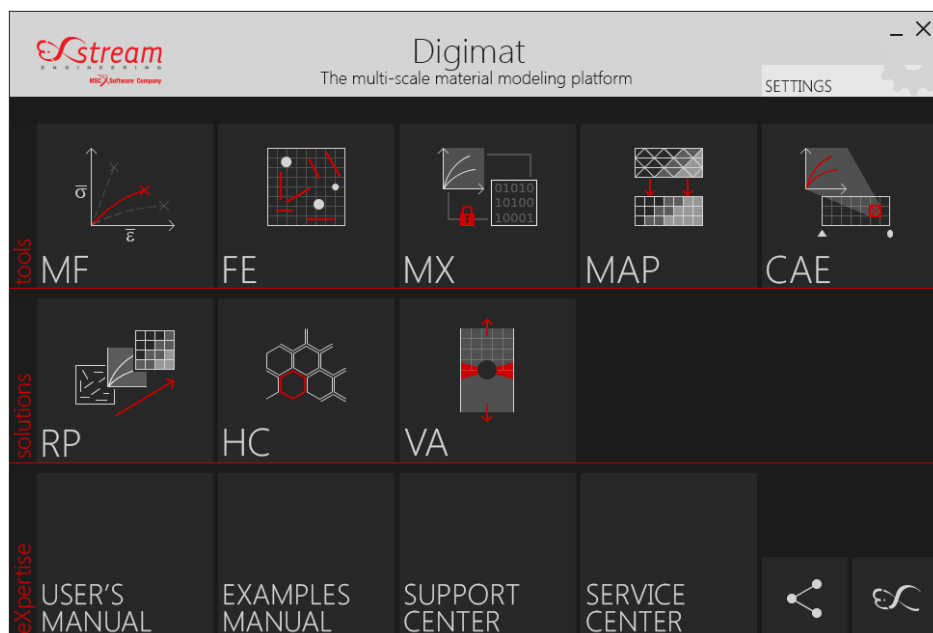 eXstream
ENGINEERING
MSC Software Company
Digimat
The multi-scale material modeling platform
SETTINGS
tools
σ
ε
MF
FE
01010
10100
10001
MX
MAP
CAE
solutions
RP
HC
VA
eXpertise
USER'S
MANUAL
EXAMPLES
MANUAL
SUPPORT
CENTER
SERVICE
CENTER
eX